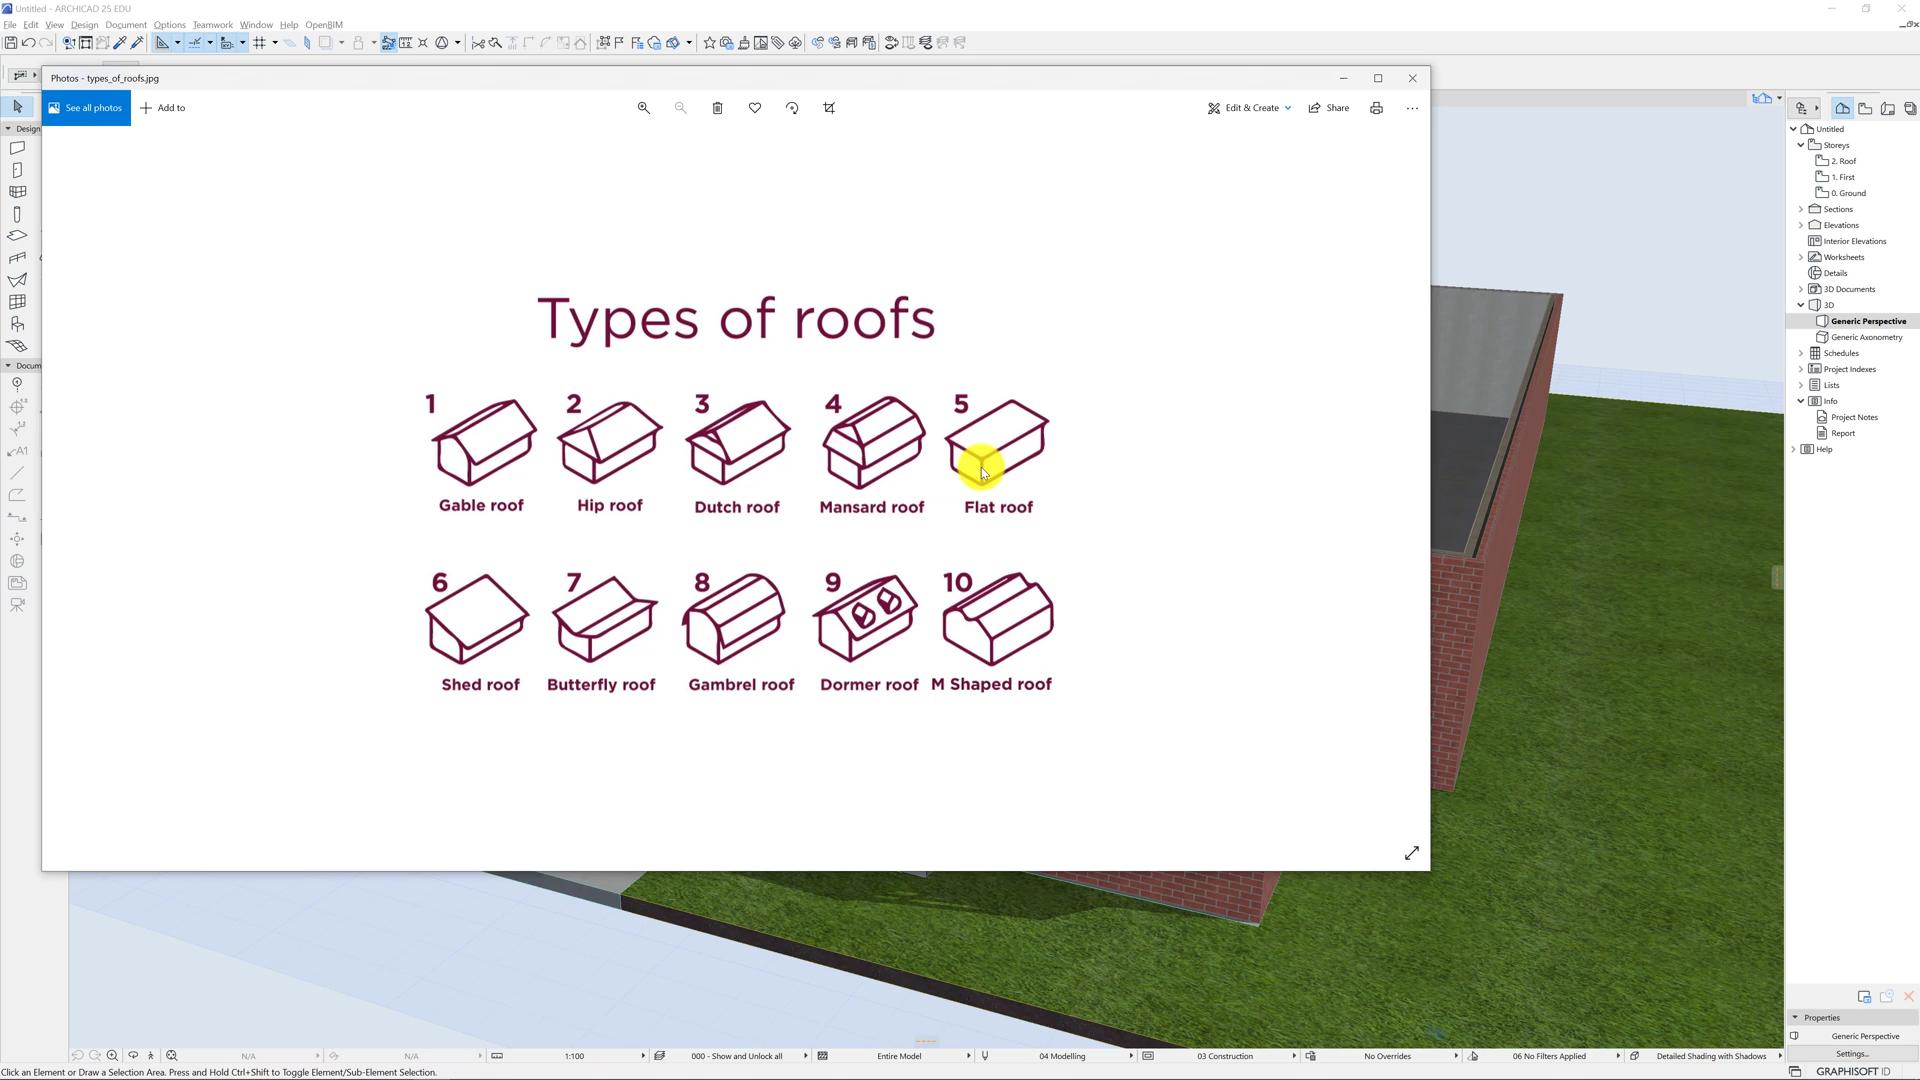 Untitled - ARCHICAD 25 EDU
File Edit View Design Document Options Teamwork Window Help OpenBIM
Photos - types_of_roofs.jpg
See all photos
Add to
Edit & Create
Share
Design
Docum
A1
Types of roofs
1 2 3 4 5
Gable roof Hip roof Dutch roof Mansard roof Flat roof
6 7 8 9 10
Shed roof Butterfly roof Gambrel roof Dormer roof M Shaped roof
Untitled
Storeys
2. Roof
1. First
0. Ground
Sections
Elevations
Interior Elevations
Worksheets
Details
3D Documents
3D
Generic Perspective
Generic Axonometry
Schedules
Project Indexes
Lists
Info
Project Notes
Report
Help
Properties
Generic Perspective
Settings...
N/A N/A 1:100 000 - Show and Unlock all Entire Model 04 Modelling 03 Construction No Overrides 06 No Filters Applied Detailed Shading with Shadows
Click an Element or Draw a Selection Area. Press and Hold Ctrl+Shift to Toggle Element/Sub-Element Selection.
GRAPHISOFT ID